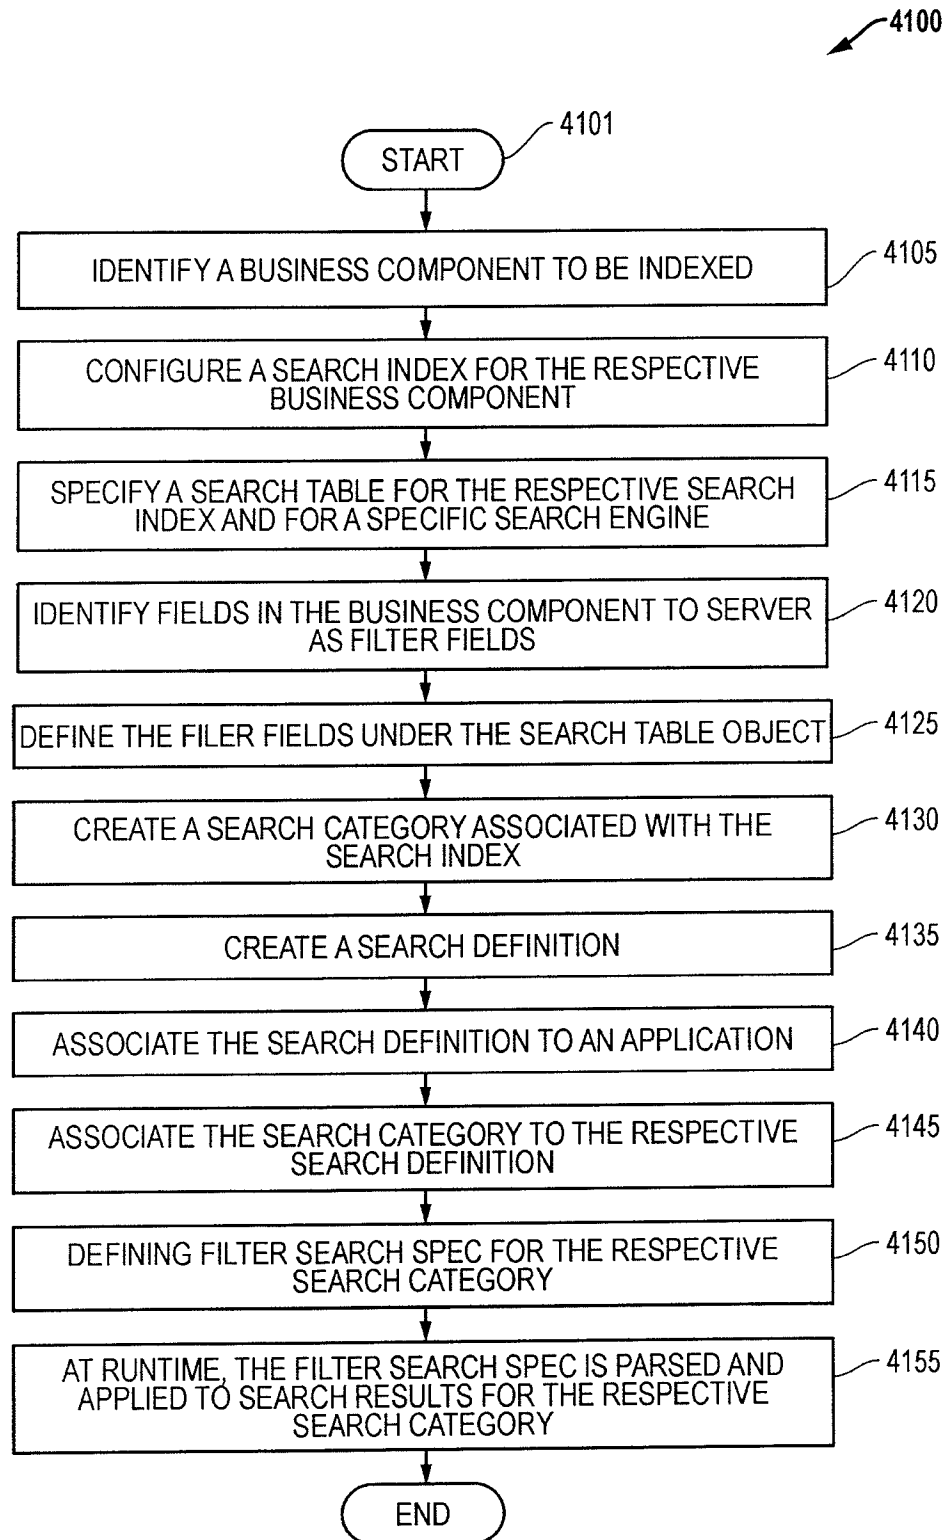 4100
START
4101
IDENTIFY A BUSINESS COMPONENT TO BE INDEXED
4105
CONFIGURE A SEARCH INDEX FOR THE RESPECTIVE
BUSINESS COMPONENT
4110
SPECIFY A SEARCH TABLE FOR THE RESPECTIVE SEARCH
INDEX AND FOR A SPECIFIC SEARCH ENGINE
4115
IDENTIFY FIELDS IN THE BUSINESS COMPONENT TO SERVER
AS FILTER FIELDS
4120
DEFINE THE FILER FIELDS UNDER THE SEARCH TABLE OBJECT
4125
CREATE A SEARCH CATEGORY ASSOCIATED WITH THE
SEARCH INDEX
4130
CREATE A SEARCH DEFINITION
4135
ASSOCIATE THE SEARCH DEFINITION TO AN APPLICATION
4140
ASSOCIATE THE SEARCH CATEGORY TO THE RESPECTIVE
SEARCH DEFINITION
4145
DEFINING FILTER SEARCH SPEC FOR THE RESPECTIVE
SEARCH CATEGORY
4150
AT RUNTIME, THE FILTER SEARCH SPEC IS PARSED AND
APPLIED TO SEARCH RESULTS FOR THE RESPECTIVE
SEARCH CATEGORY
4155
END